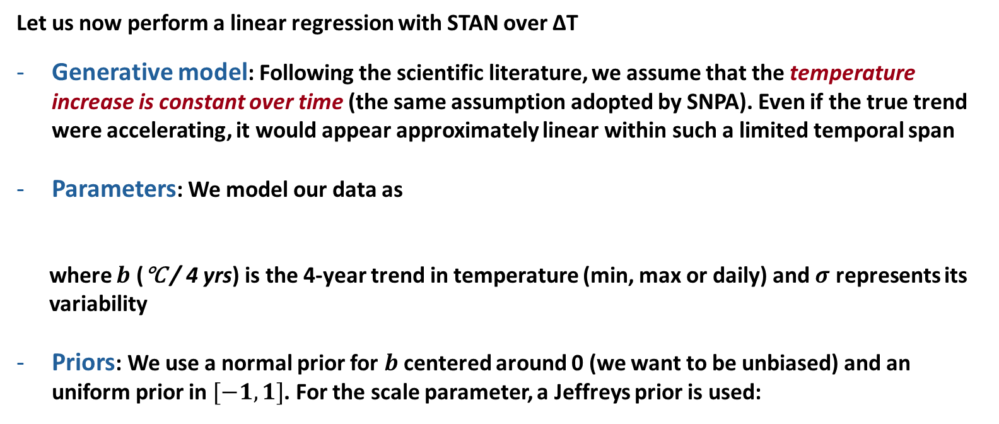 Let us now perform a linear regression with STAN over ΔT
- Generative model: Following the scientific literature, we assume that the temperature
increase is constant over time (the same assumption adopted by SNPA). Even if the true trend
were accelerating, it would appear approximately linear within such a limited temporal span
- Parameters: We model our data as
where b (℃/ 4 yrs) is the 4-year trend in temperature (min, max or daily) and σ represents its
variability
- Priors: We use a normal prior for b centered around 0 (we want to be unbiased) and an
uniform prior in [−1, 1]. For the scale parameter, a Jeffreys prior is used: